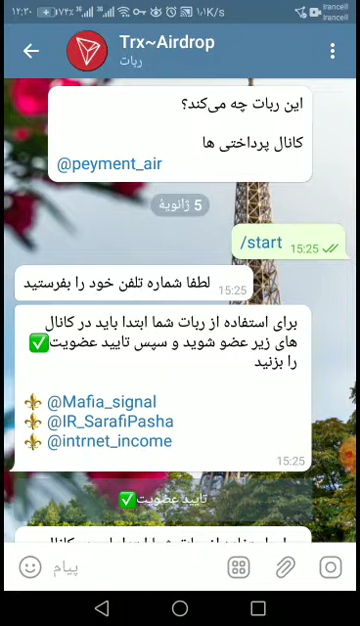 ۱۲:۳۰
۷۴٪
۱٫۱K/s
Irancell
Irancell
Trx~Airdrop
ربات
این ربات چه می‌کند؟
کانال پرداختی ها
@peyment_air
5 ژانویهٔ
/start 15:25
لطفا شماره تلفن خود را بفرستید 15:25
برای استفاده از ربات شما ابتدا باید در کانال
های زیر عضو شوید و سپس تایید عضویت✅
را بزنید
⚜️ @Mafia_signal
⚜️ @IR_SarafiPasha
⚜️ @intrnet_income
15:25
تایید عضویت✅
پیام